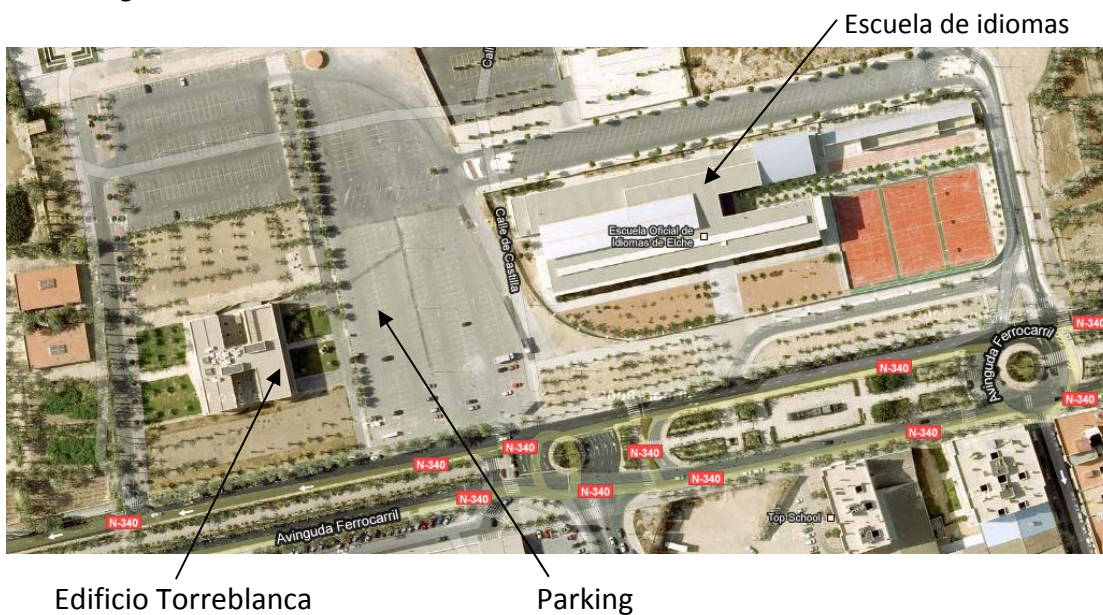 Escuela de idiomas
Call
Calle de Castilla
Escuela Oficial de
Idiomas de Elche
Avinguda Ferrocarril
N-340
N-340
N-340
N-340
N-340
N-340
N-340
N-340
N-340
Avinguda Ferrocarril
Top School
Edificio Torreblanca
Parking